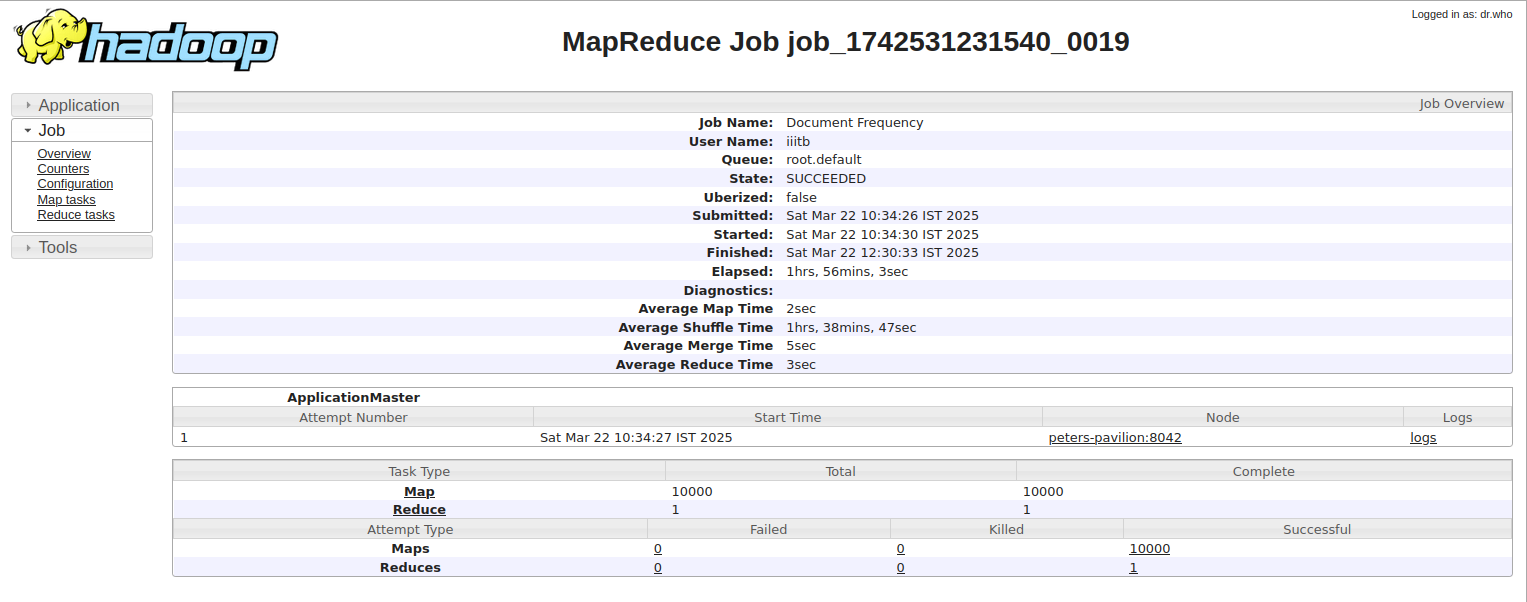 Logged in as: dr.who
hadoop
MapReduce Job job_1742531231540_0019
Application
Job
Overview
Counters
Configuration
Map tasks
Reduce tasks
Tools
Job Overview
Job Name: Document Frequency
User Name: iiitb
Queue: root.default
State: SUCCEEDED
Uberized: false
Submitted: Sat Mar 22 10:34:26 IST 2025
Started: Sat Mar 22 10:34:30 IST 2025
Finished: Sat Mar 22 12:30:33 IST 2025
Elapsed: 1hrs, 56mins, 3sec
Diagnostics:
Average Map Time 2sec
Average Shuffle Time 1hrs, 38mins, 47sec
Average Merge Time 5sec
Average Reduce Time 3sec
ApplicationMaster
Attempt Number Start Time Node Logs
1 Sat Mar 22 10:34:27 IST 2025 peters-pavilion:8042 logs
Task Type Total Complete
Map 10000 10000
Reduce 1 1
Attempt Type Failed Killed Successful
Maps 0 0 10000
Reduces 0 0 1